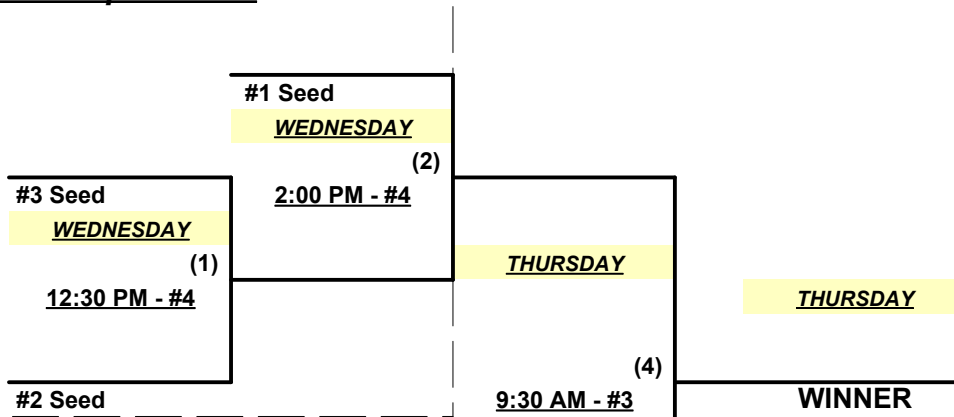 #1 Seed
WEDNESDAY
(2)
2:00 PM - #4
#3 Seed
WEDNESDAY
(1)
12:30 PM - #4
#2 Seed
THURSDAY
(4)
9:30 AM - #3
THURSDAY
WINNER